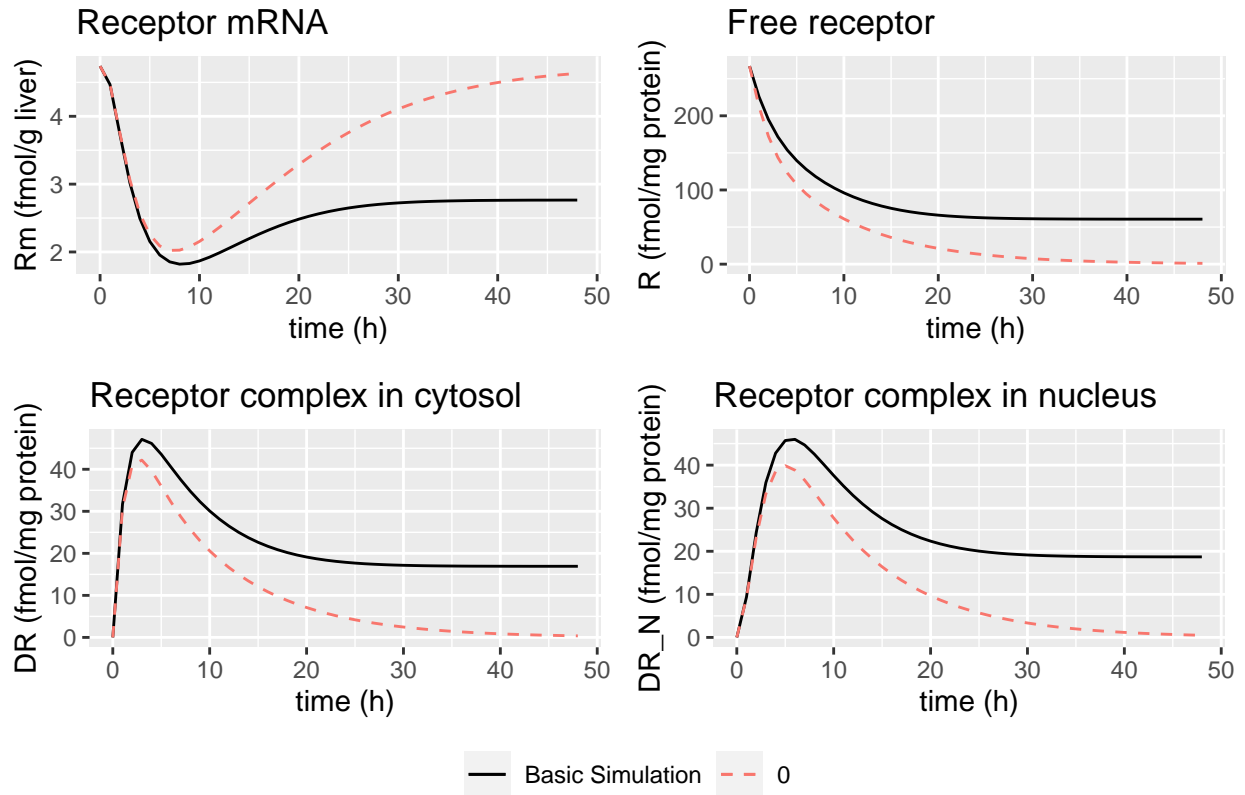 Receptor mRNA
Rm (fmol/g liver)
4
3
2
0 10 20 30 40 50
time (h)
Free receptor
R (fmol/mg protein)
200
100
0
0 10 20 30 40 50
time (h)
Receptor complex in cytosol
DR (fmol/mg protein)
40
30
20
10
0
0 10 20 30 40 50
time (h)
Receptor complex in nucleus
DR_N (fmol/mg protein)
40
30
20
10
0
0 10 20 30 40 50
time (h)
Basic Simulation 0